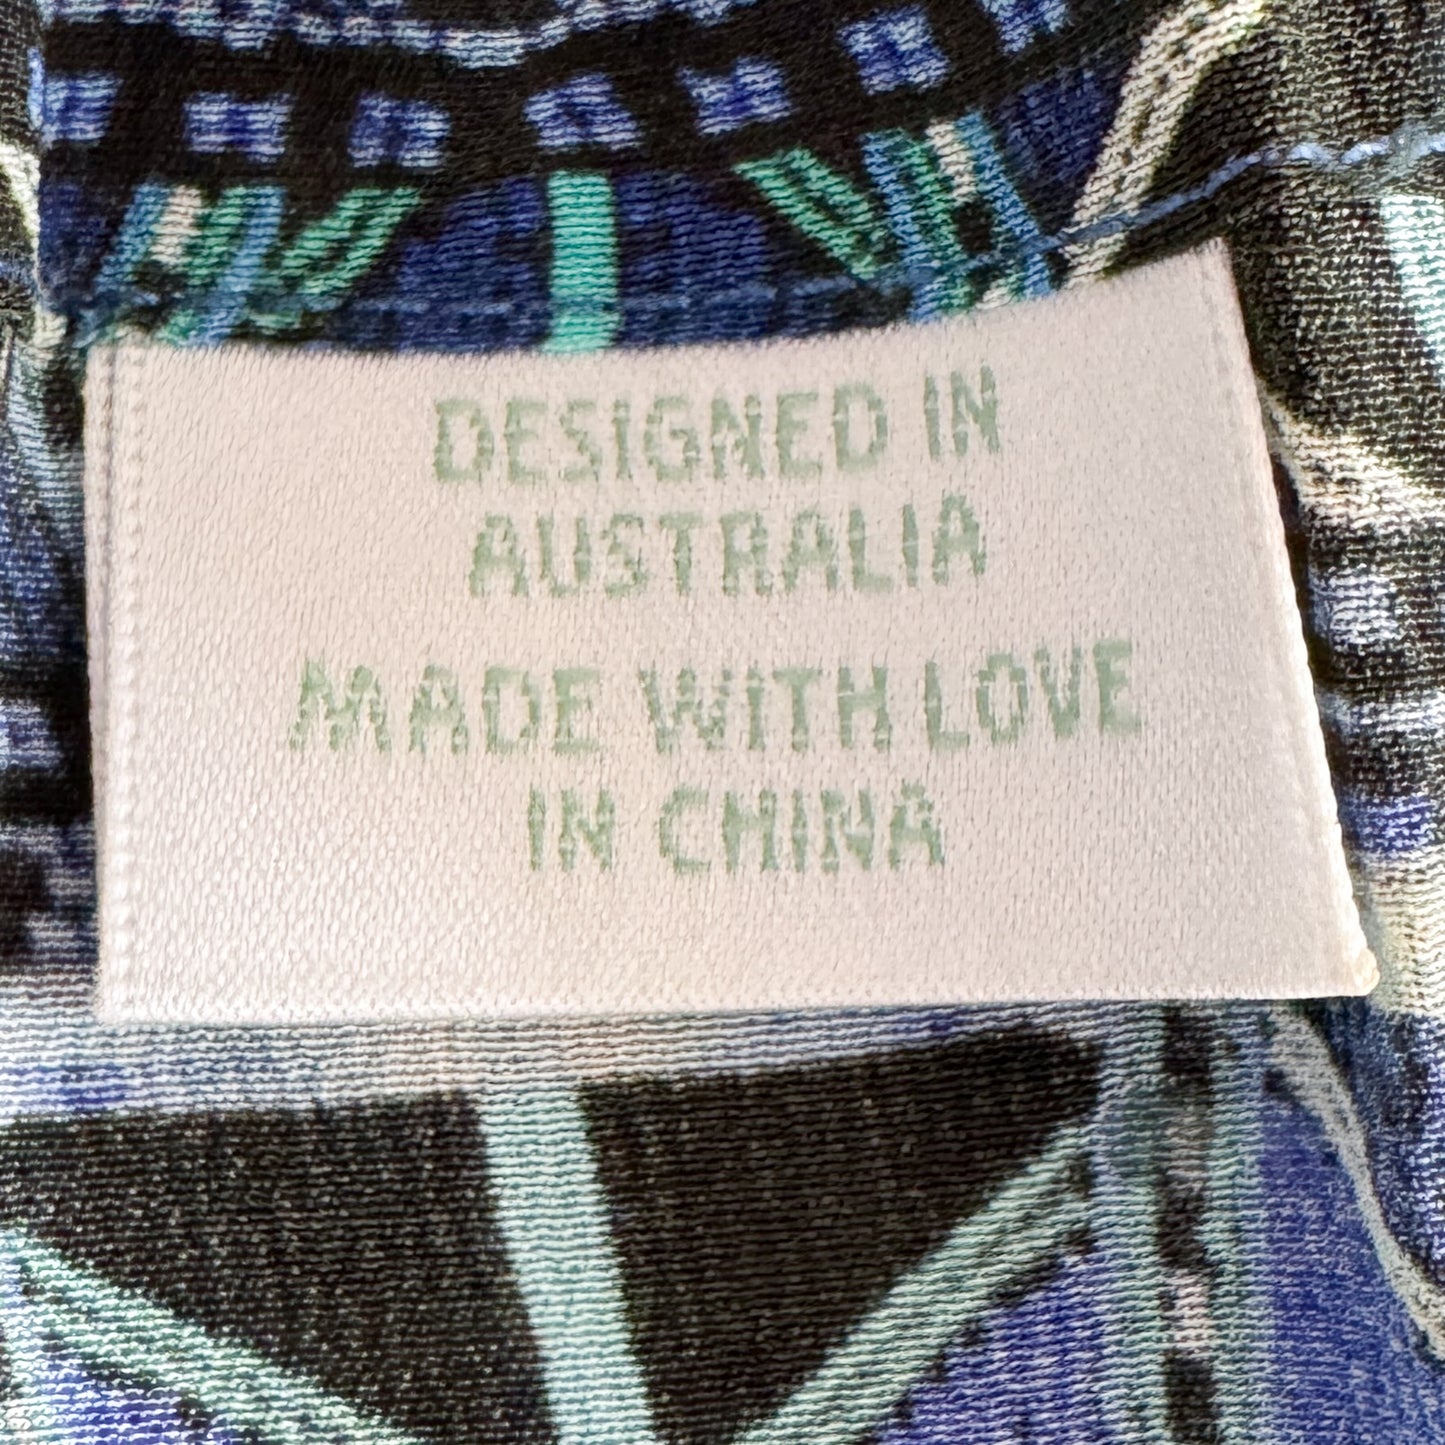 DESIGNED IN
AUSTRALIA
MADE WITH LOVE
IN CHINA